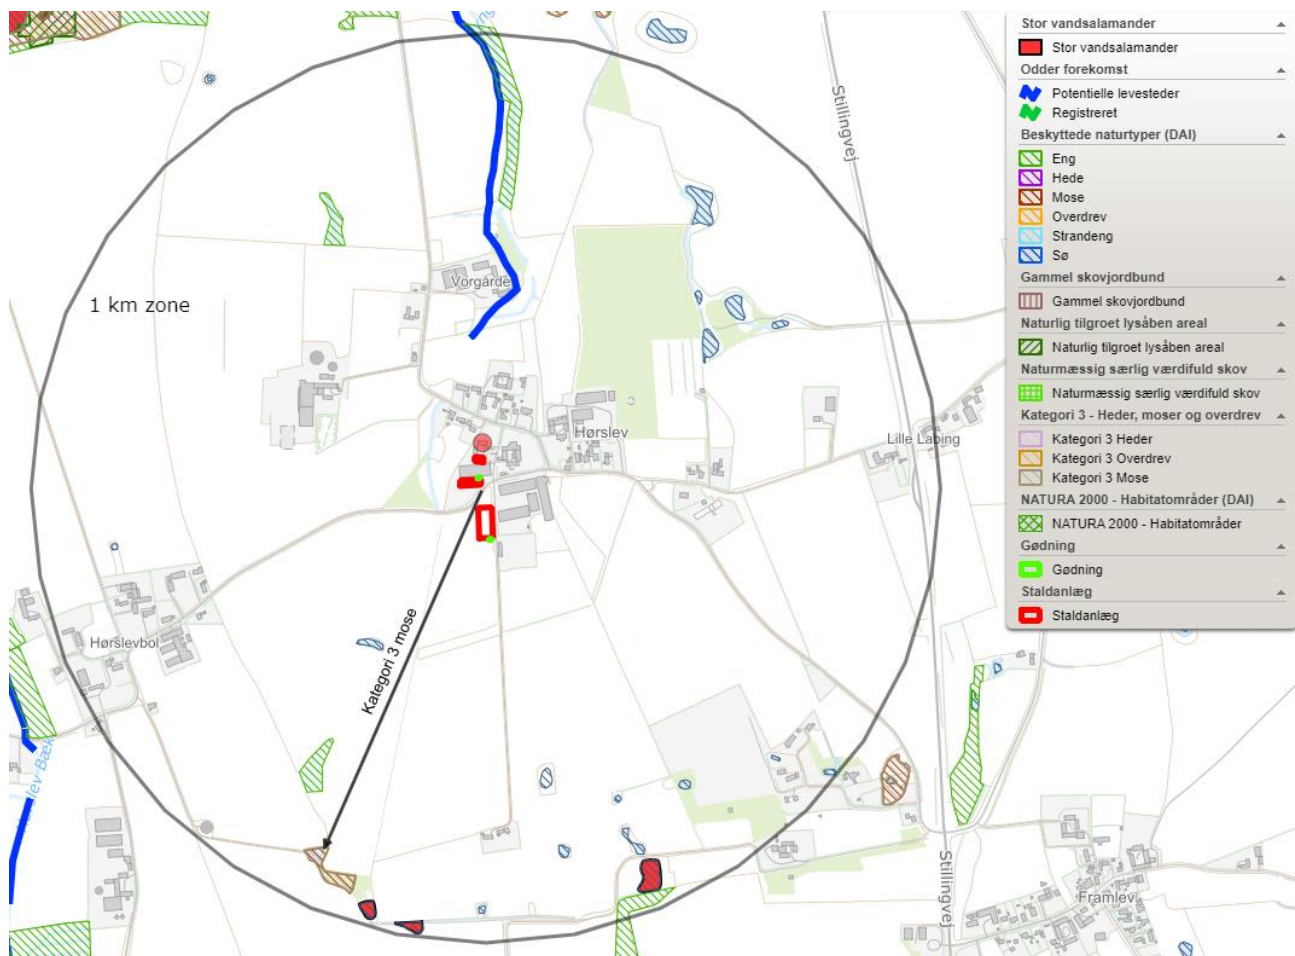 Stor vandsalamander
Stor vandsalamander
Odder forekomst
Potentielle levesteder
Registreret
Beskyttede naturtyper (DAI)
Eng
Hede
Mose
Overdrev
Strandeng
Sø
Gammel skovjordbund
Gammel skovjordbund
Naturlig tilgroet lysåben areal
Naturlig tilgroet lysåben areal
Naturmæssig særlig værdifuld skov
Naturmæssig særlig værdifuld skov
Kategori 3 - Heder, moser og overdrev
Kategori 3 Heder
Kategori 3 Overdrev
Kategori 3 Mose
NATURA 2000 - Habitatområder (DAI)
NATURA 2000 - Habitatområder
Gødning
Gødning
Staldanlæg
Staldanlæg
Stillingvej
Vorgårde
1 km zone
Hørslev
Lille Labing
Hørslevbol
Kategori 3 mose
Bæk
Stillingvej
Framlev